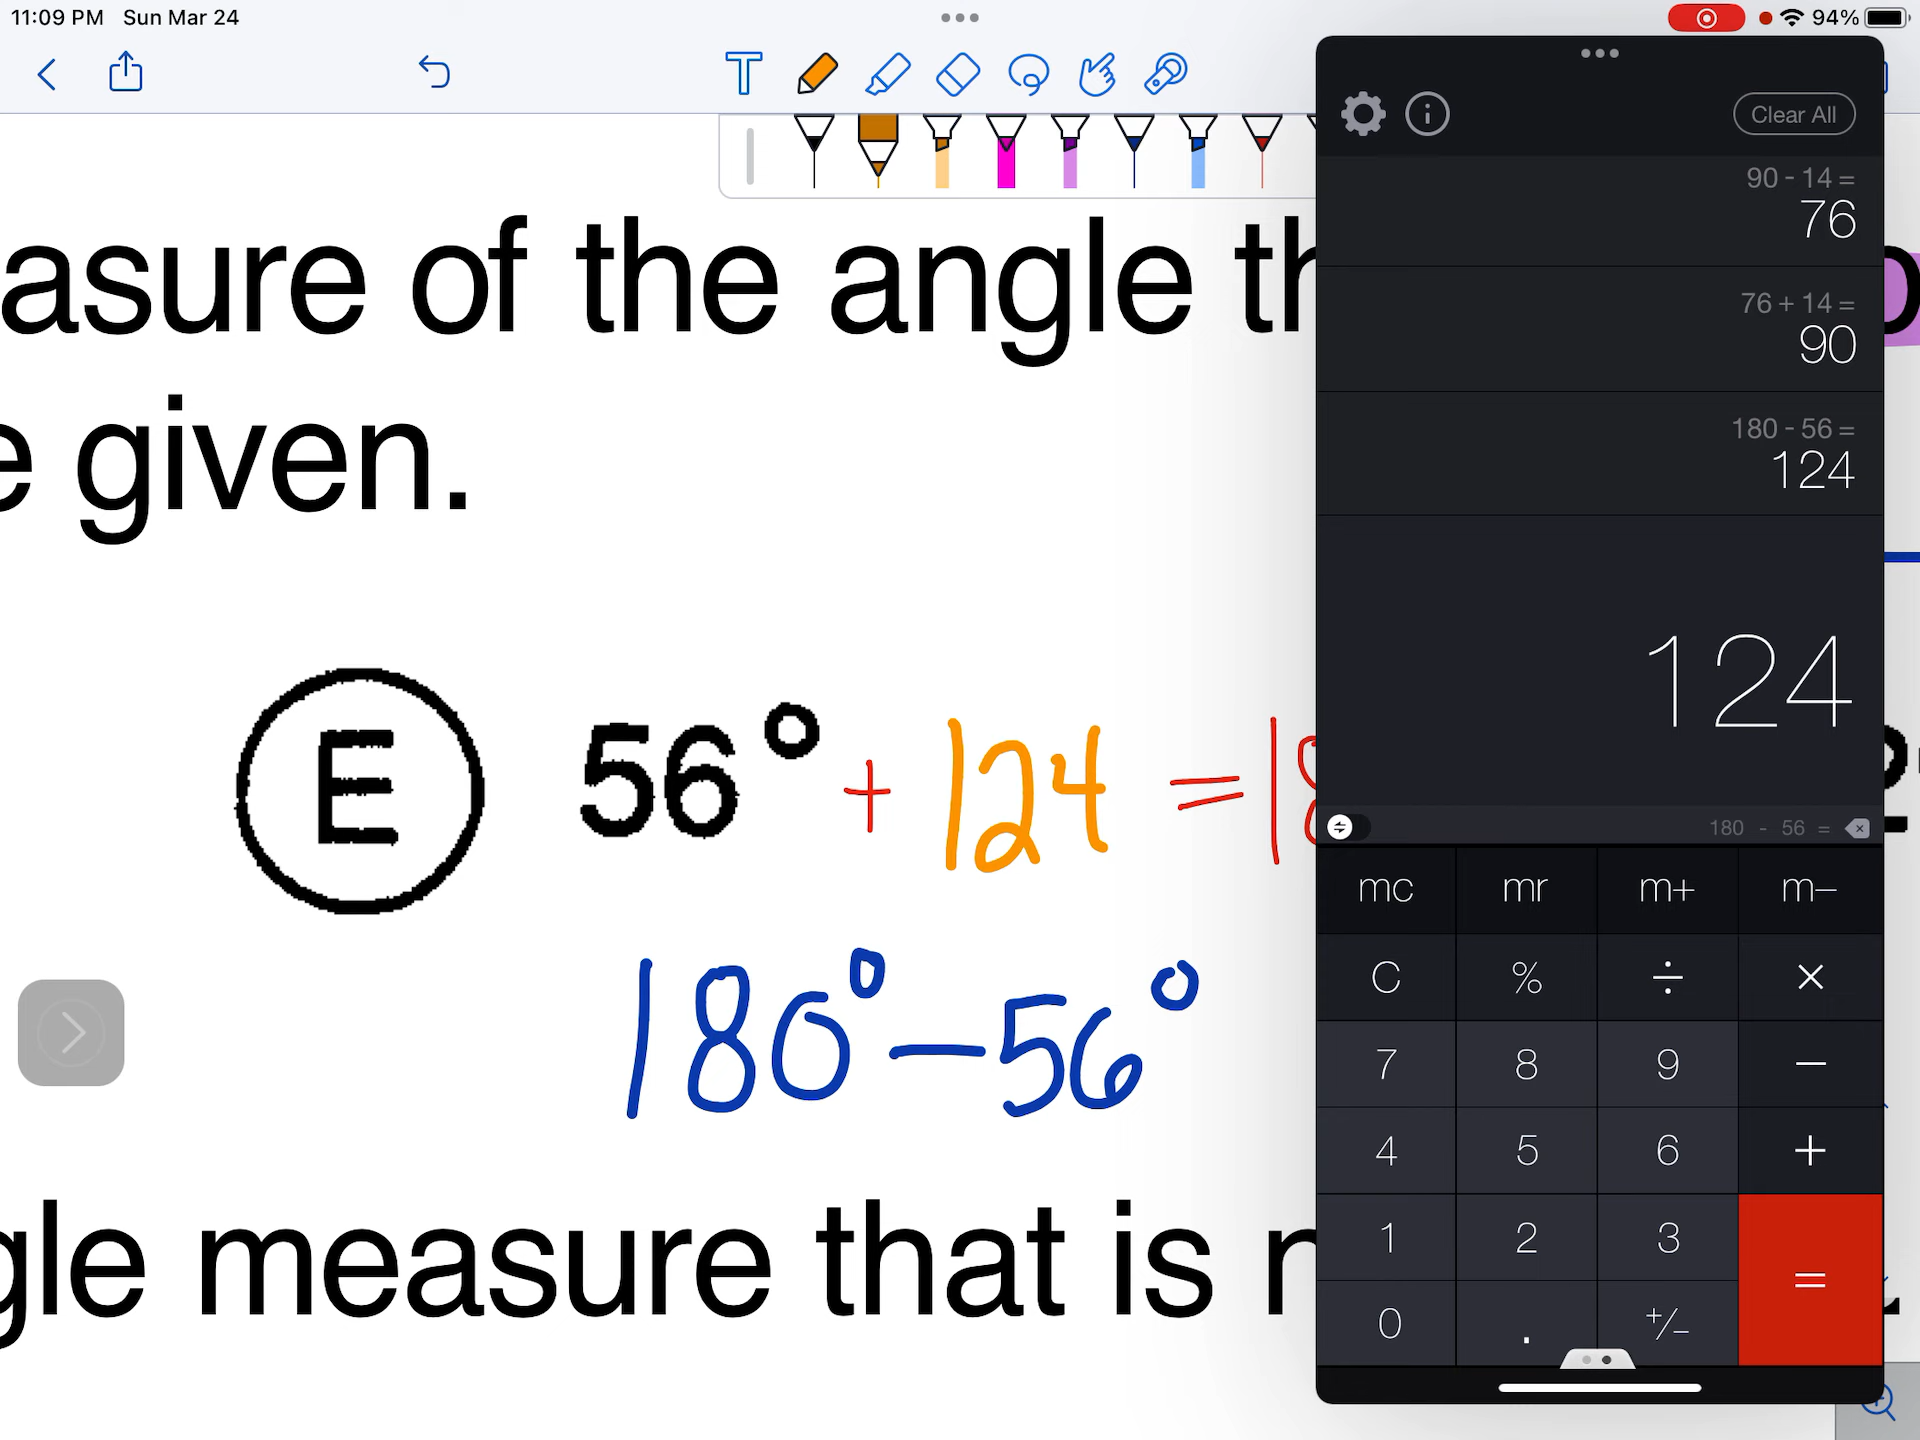 11:09 PM Sun Mar 24
94%
T
Clear All
90 - 14 =
76
76 + 14 =
90
180 - 56 =
124
124
180 - 56 =
asure of the angle th
e given.
E 56° + 124 = 18
180° - 56°
gle measure that is n
mc mr m+ m-
C % ÷ ×
7 8 9 -
4 5 6 +
1 2 3 =
0 . +/-